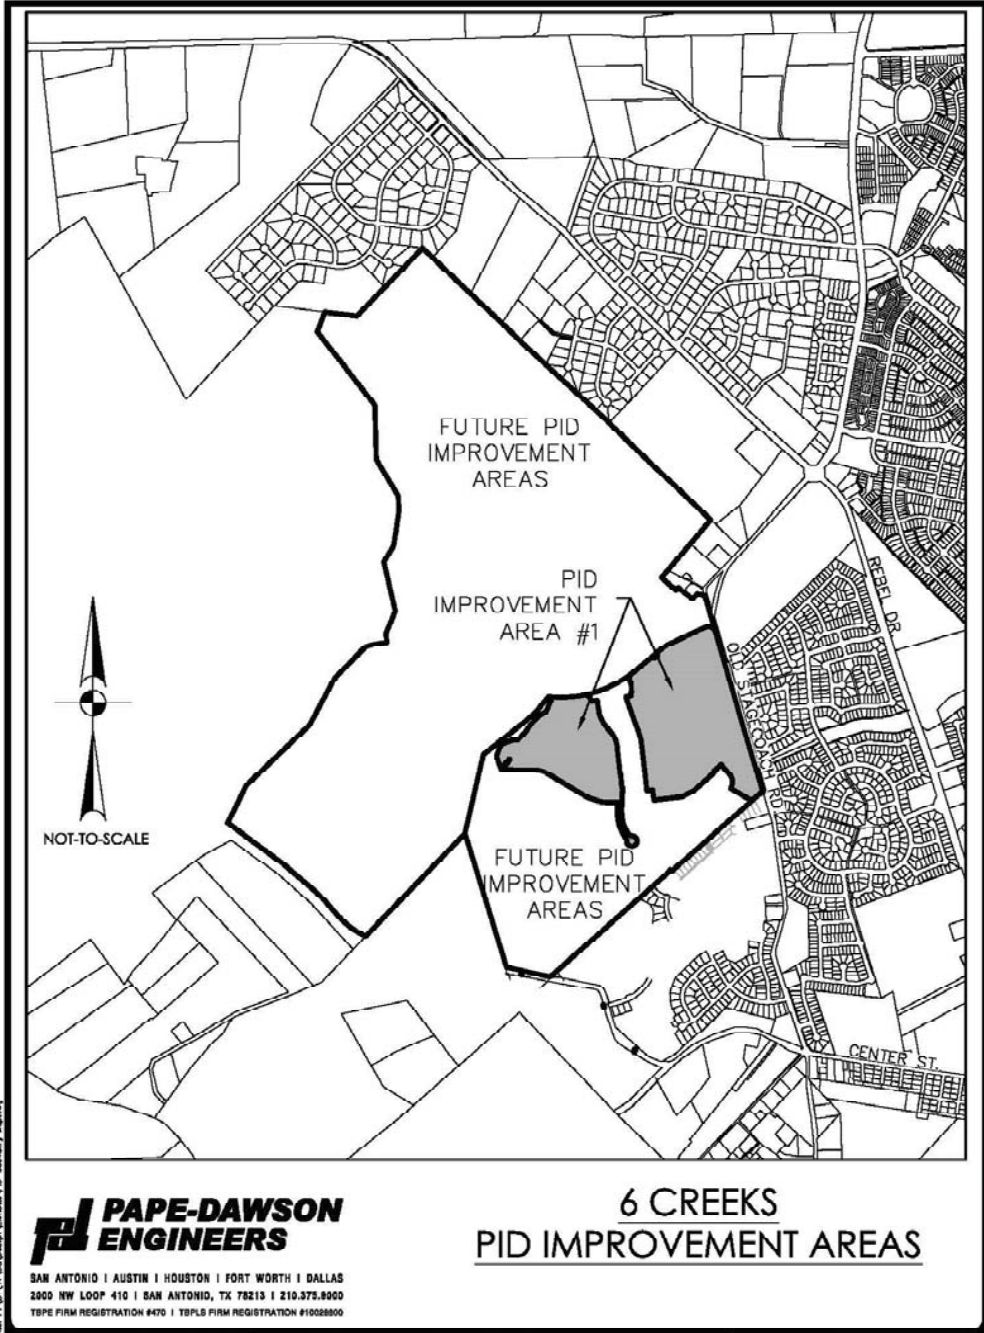 FUTURE PID
IMPROVEMENT
AREAS
PID
IMPROVEMENT
AREA #1
REBEL DR.
OLD STAGECOACH RD.
NOT-TO-SCALE
FUTURE PID
IMPROVEMENT
AREAS
CENTER ST.
PAPE-DAWSON
ENGINEERS
SAN ANTONIO I AUSTIN I HOUSTON I FORT WORTH I DALLAS
2000 NW LOOP 410 I SAN ANTONIO, TX 78213 I 210.375.9000
TBPE FIRM REGISTRATION #470 I TBPLS FIRM REGISTRATION #10028800
6 CREEKS
PID IMPROVEMENT AREAS